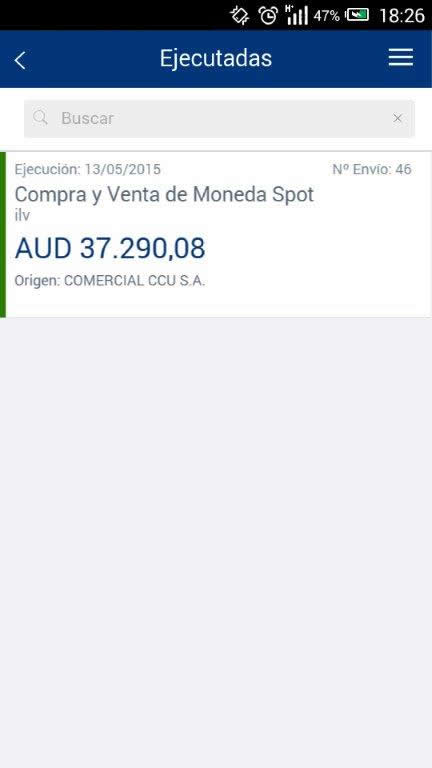 47% 18:26
Ejecutadas
Buscar
Ejecución: 13/05/2015 Nº Envío: 46
Compra y Venta de Moneda Spot
ilv
AUD 37.290,08
Origen: COMERCIAL CCU S.A.